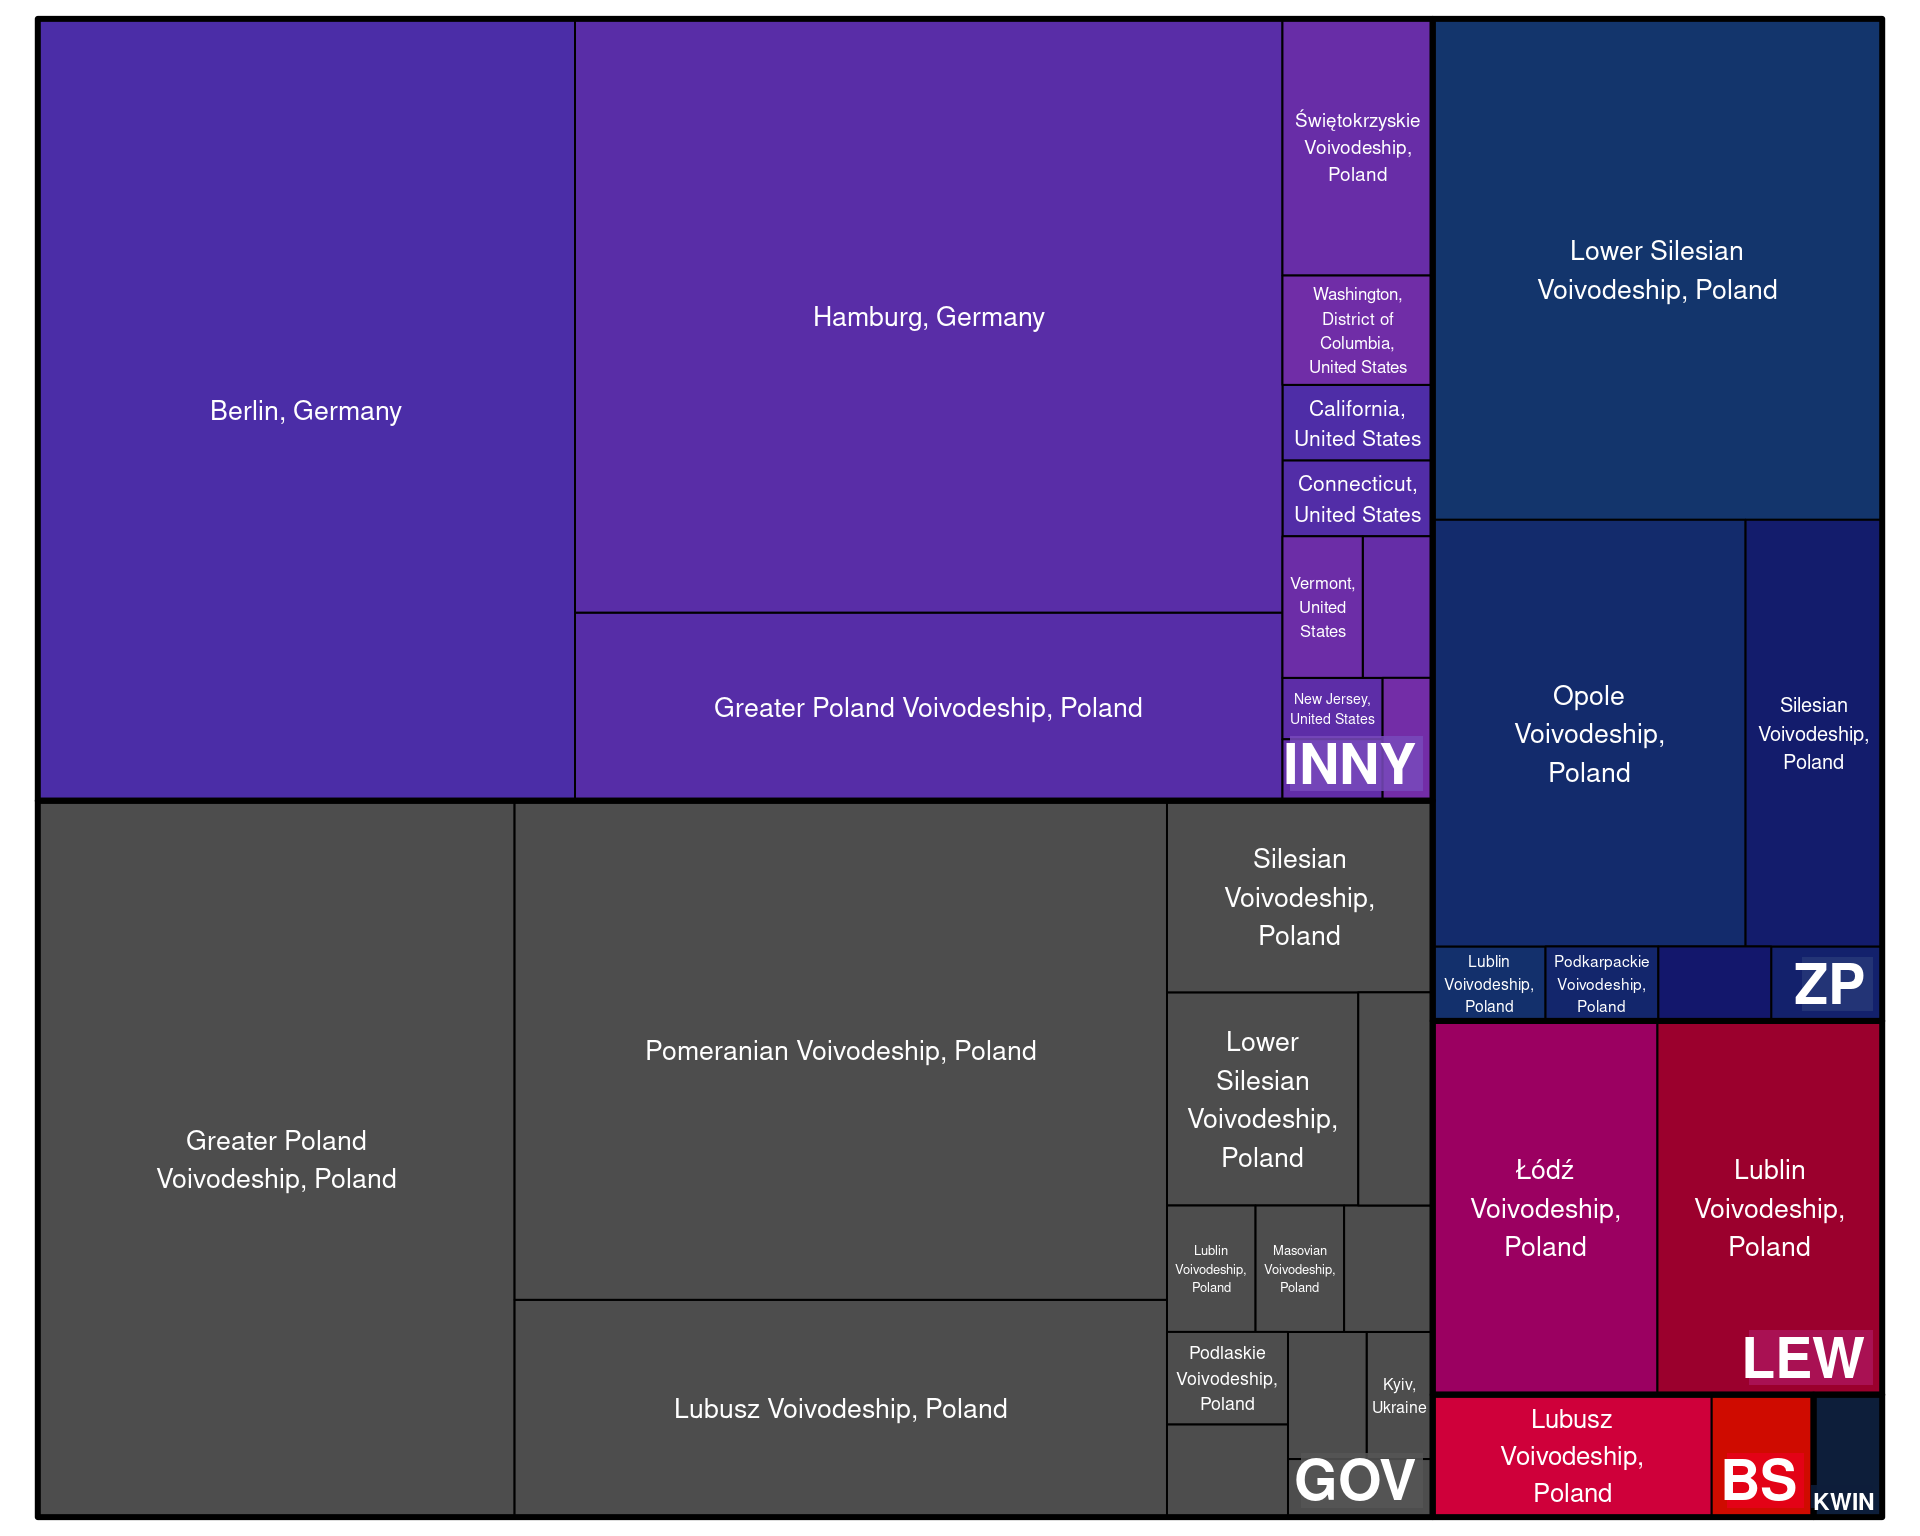 Berlin, Germany
Hamburg, Germany
Greater Poland Voivodeship, Poland
Świętokrzyskie
Voivodeship,
Poland
Washington,
District of
Columbia,
United States
California,
United States
Connecticut,
United States
Vermont,
United
States
New Jersey,
United States
INNY
Greater Poland
Voivodeship, Poland
Pomeranian Voivodeship, Poland
Lubusz Voivodeship, Poland
Silesian
Voivodeship,
Poland
Lower
Silesian
Voivodeship,
Poland
Lublin
Voivodeship,
Poland
Masovian
Voivodeship,
Poland
Podlaskie
Voivodeship,
Poland
Kyiv,
Ukraine
GOV
Lower Silesian
Voivodeship, Poland
Opole
Voivodeship,
Poland
Silesian
Voivodeship,
Poland
Lublin
Voivodeship,
Poland
Podkarpackie
Voivodeship,
Poland
ZP
Łódź
Voivodeship,
Poland
Lublin
Voivodeship,
Poland
LEW
Lubusz
Voivodeship,
Poland
BS
KWIN